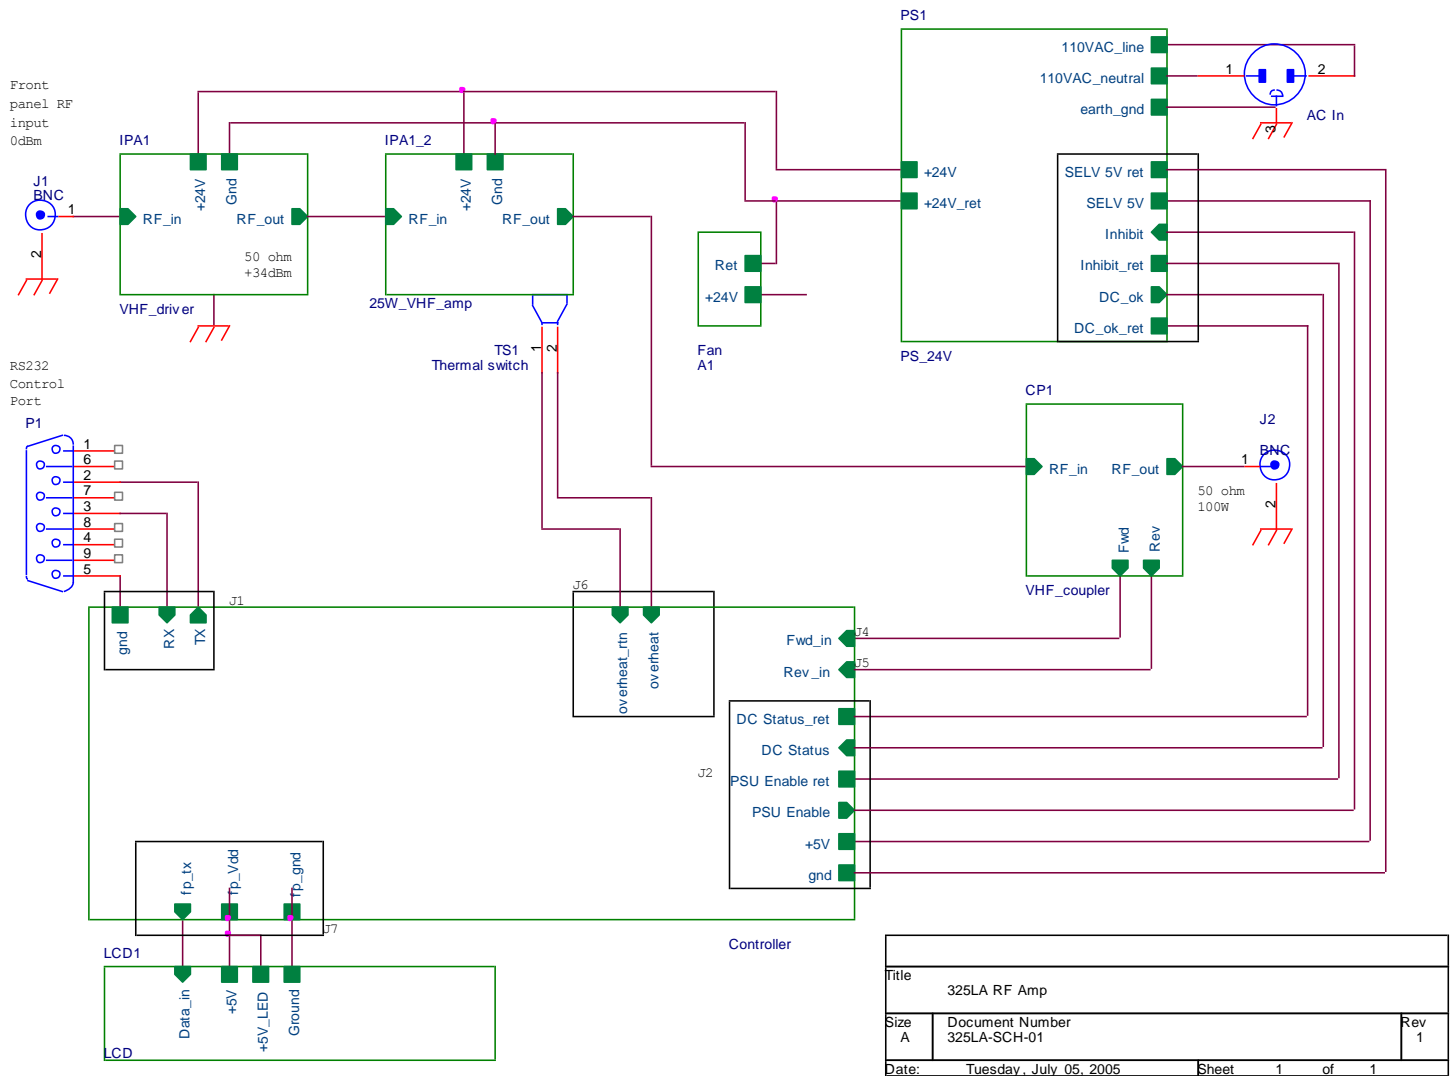 PS1
110VAC_line
110VAC_neutral
earth_gnd
1
2
3
AC In
SELV 5V ret
SELV 5V
Inhibit
Inhibit_ret
DC_ok
DC_ok_ret
+24V
+24V_ret
PS_24V
Front
panel RF
input
0dBm
J1
BNC
1
2
IPA1
+24V
Gnd
RF_in
RF_out
50 ohm
+34dBm
VHF_driver
IPA1_2
+24V
Gnd
RF_in
RF_out
25W_VHF_amp
TS1
Thermal switch
1
2
Ret
+24V
Fan
A1
CP1
RF_in
RF_out
Fwd
Rev
VHF_coupler
J2
BNC
1
2
50 ohm
100W
RS232
Control
Port
P1
1
6
2
7
3
8
4
9
5
J1
gnd
RX
TX
J6
overheat_rtn
overheat
Fwd_in
J4
Rev_in
J5
J2
DC Status_ret
DC Status
PSU Enable ret
PSU Enable
+5V
gnd
fp_tx
fp_Vdd
fp_gnd
J7
Controller
LCD1
Data_in
+5V
+5V_LED
Ground
LCD
Title
325LA RF Amp
Size
A
Document Number
325LA-SCH-01
Rev
1
Date:
Tuesday, July 05, 2005
Sheet 1 of 1